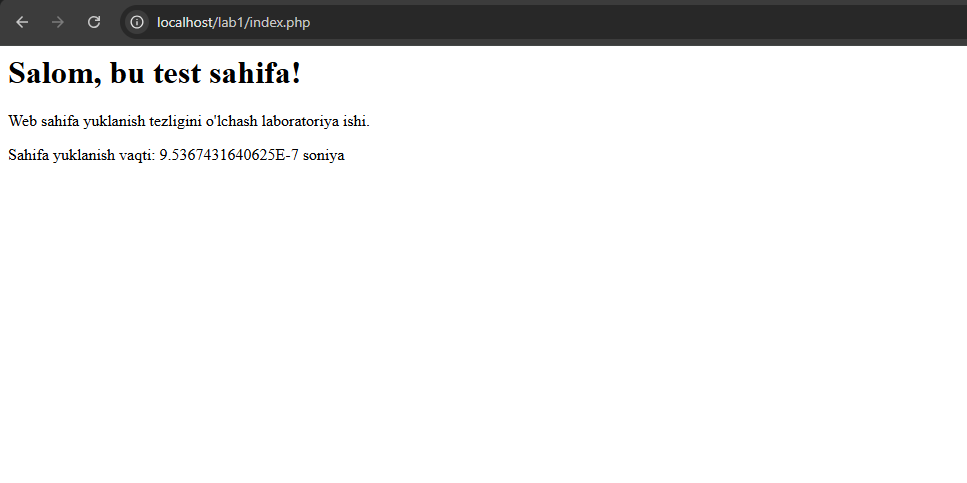 localhost/lab1/index.php
Salom, bu test sahifa!
Web sahifa yuklanish tezligini o'lchash laboratoriya ishi.
Sahifa yuklanish vaqti: 9.5367431640625E-7 soniya